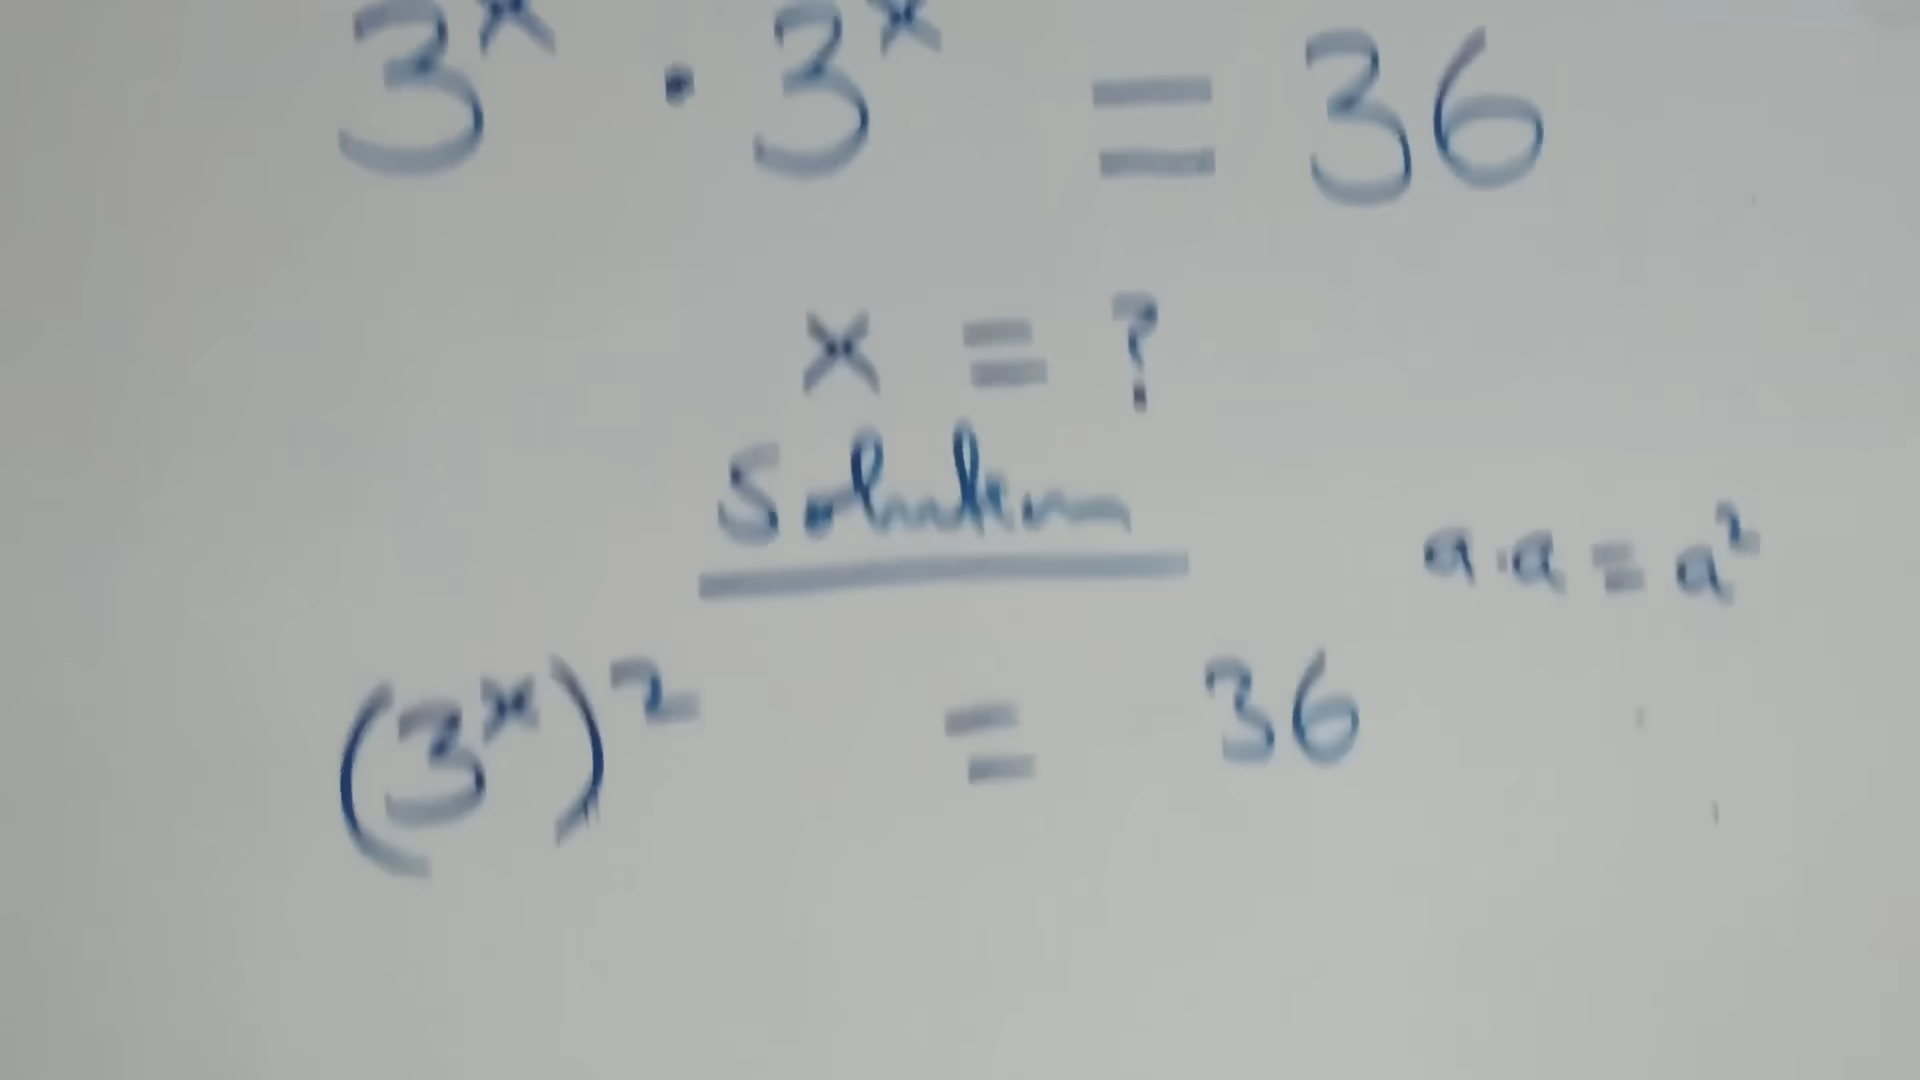 3^x · 3^x = 36
x = ?
Solution
a · a = a²
(3^x)² = 36